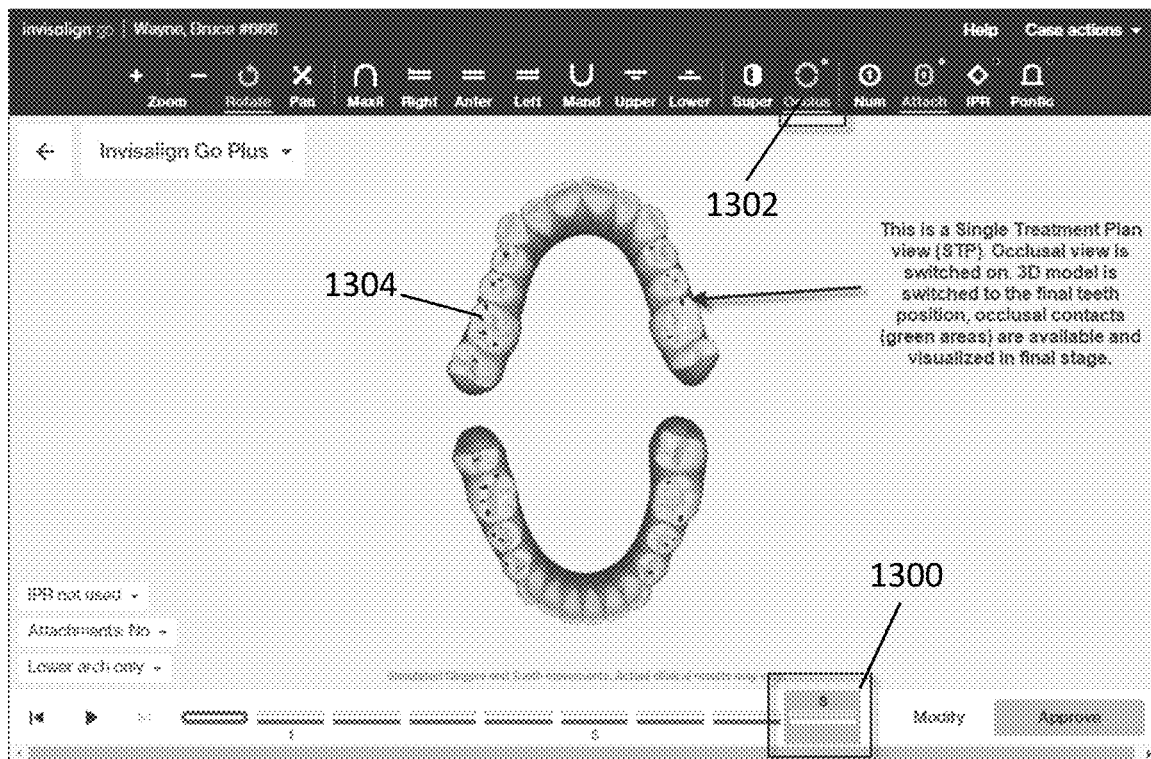 invisalign go | Wayne, Bruce #666
Help Case actions
Zoom Rotate Pan Maxil Right Anter Left Mand Upper Lower Super Occlus Num Attach IPR Pontic
Invisalign Go Plus
1302
This is a Single Treatment Plan
view (STP). Occlusal view is
switched on. 3D model is
switched to the final teeth
position, occlusal contacts
(green areas) are available and
visualized in final stage.
1304
1300
IPR not used
Attachments: No
Lower arch only
Modify Approve